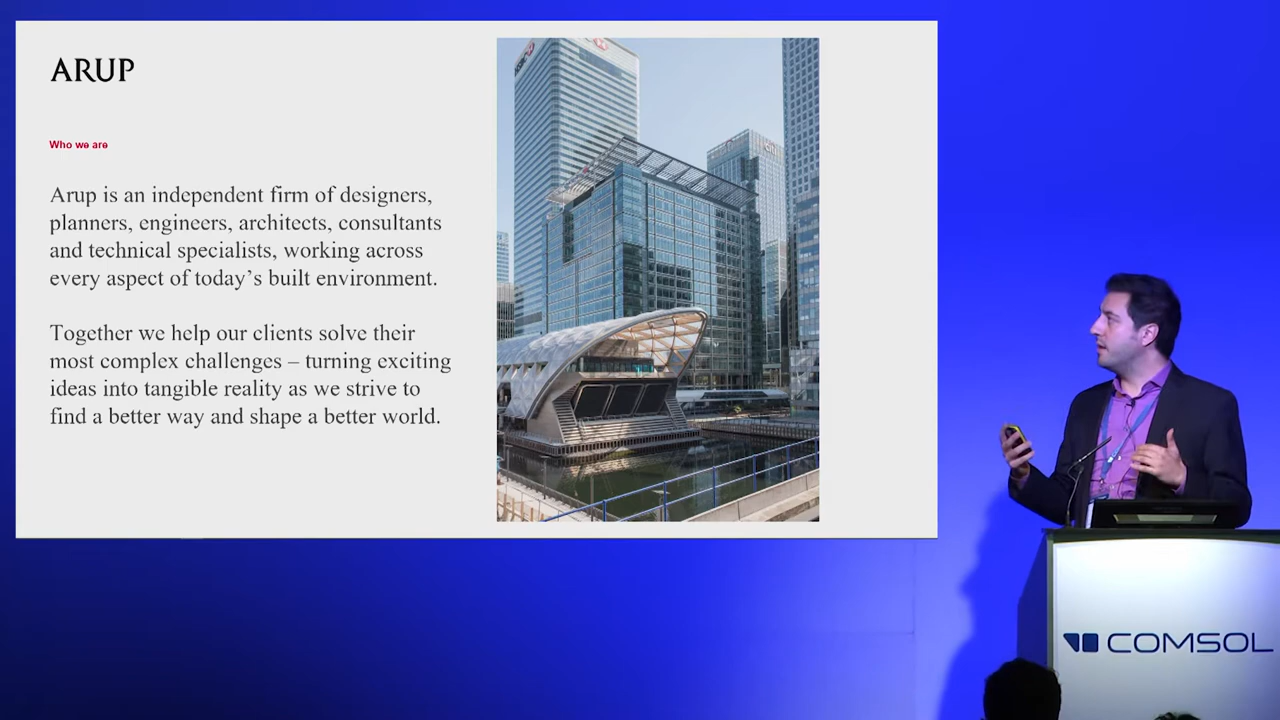 ARUP
Who we are
Arup is an independent firm of designers,
planners, engineers, architects, consultants
and technical specialists, working across
every aspect of today’s built environment.
Together we help our clients solve their
most complex challenges – turning exciting
ideas into tangible reality as we strive to
find a better way and shape a better world.
HSBC
citi
COMSOL